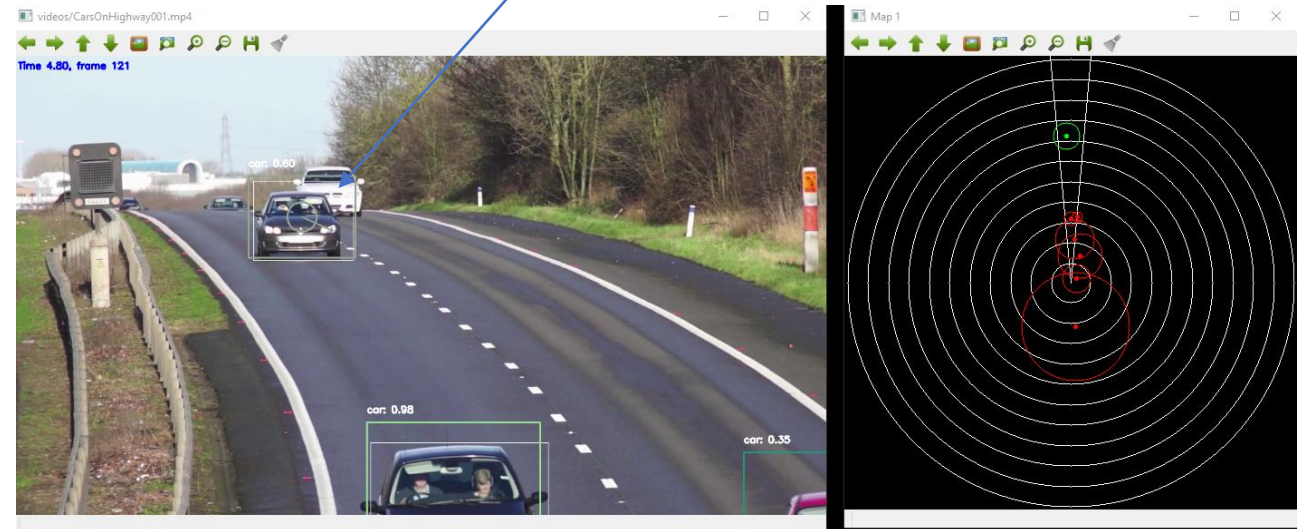 videos/CarsOnHighway001.mp4
Map 1
Time 4.80, frame 121
car: 0.60
car: 0.98
car: 0.35